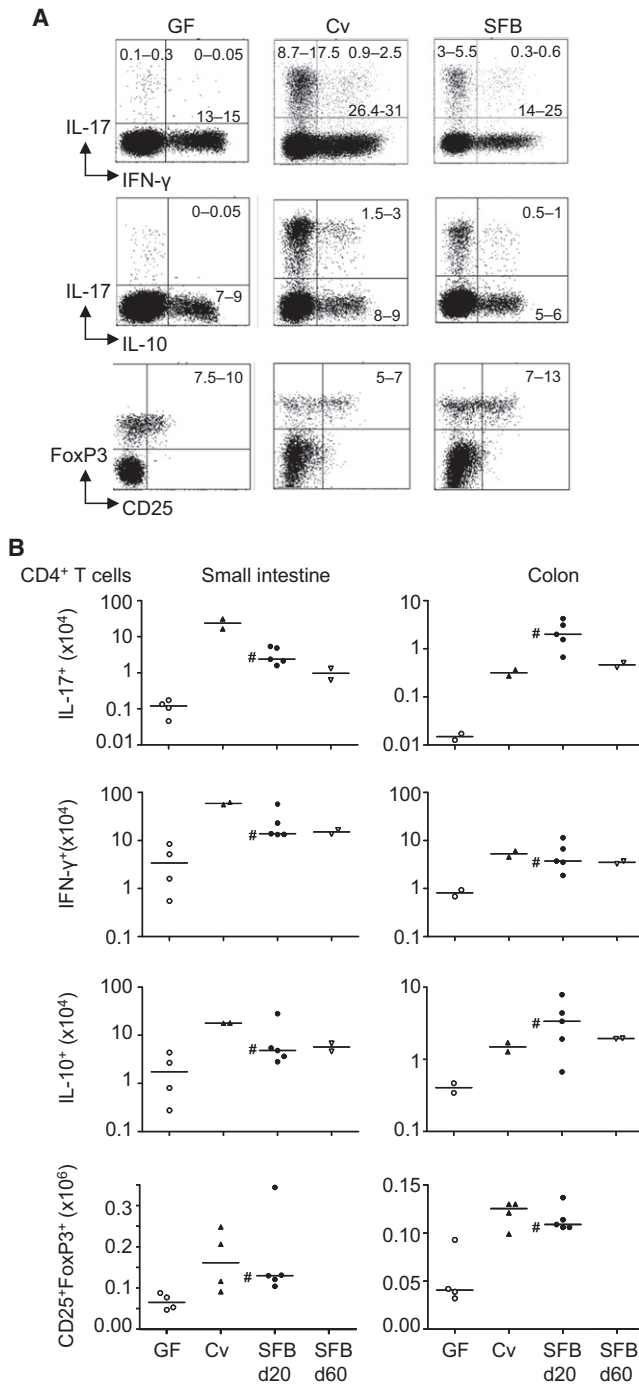 A
GF Cv SFB
0.1–0.3 0–0.05 8.7–17.5 0.9–2.5 3–5.5 0.3-0.6
13–15 26.4-31 14–25
IL-17
IFN-γ
0–0.05 1.5–3 0.5–1
IL-17
7–9 8–9 5–6
IL-10
7.5–10 5–7 7–13
FoxP3
CD25
B
CD4+ T cells Small intestine Colon
IL-17+ (x10⁴)
100 10
10 1
1 0.1
0.1 0.01
0.01
# #
IFN-γ+(x10⁴)
100 100
10 10
1 1
0.1 0.1
# #
IL-10+ (x10⁴)
100 10
10 1
1 0.1
0.1
# #
CD25+FoxP3+ (x10⁶)
0.3 0.15
0.2 0.10
0.1 0.05
0.00 0.00
# #
GF Cv SFB SFB GF Cv SFB SFB
d20 d60 d20 d60